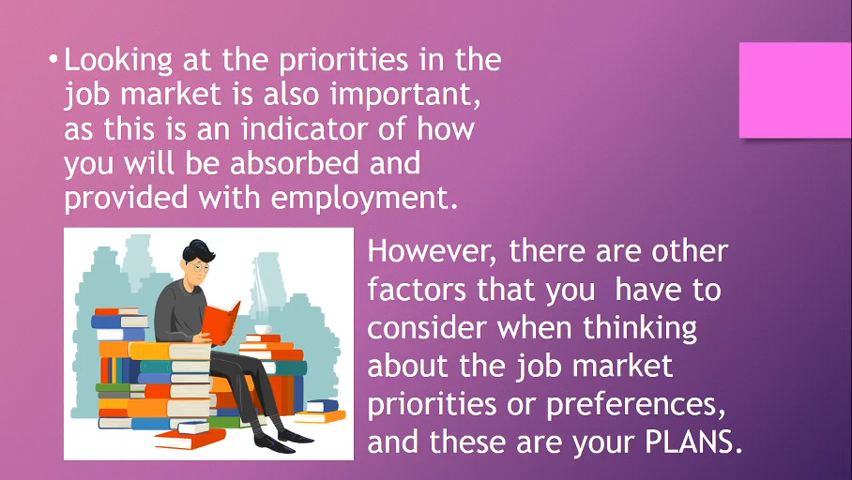 • Looking at the priorities in the
job market is also important,
as this is an indicator of how
you will be absorbed and
provided with employment.
However, there are other
factors that you  have to
consider when thinking
about the job market
priorities or preferences,
and these are your PLANS.